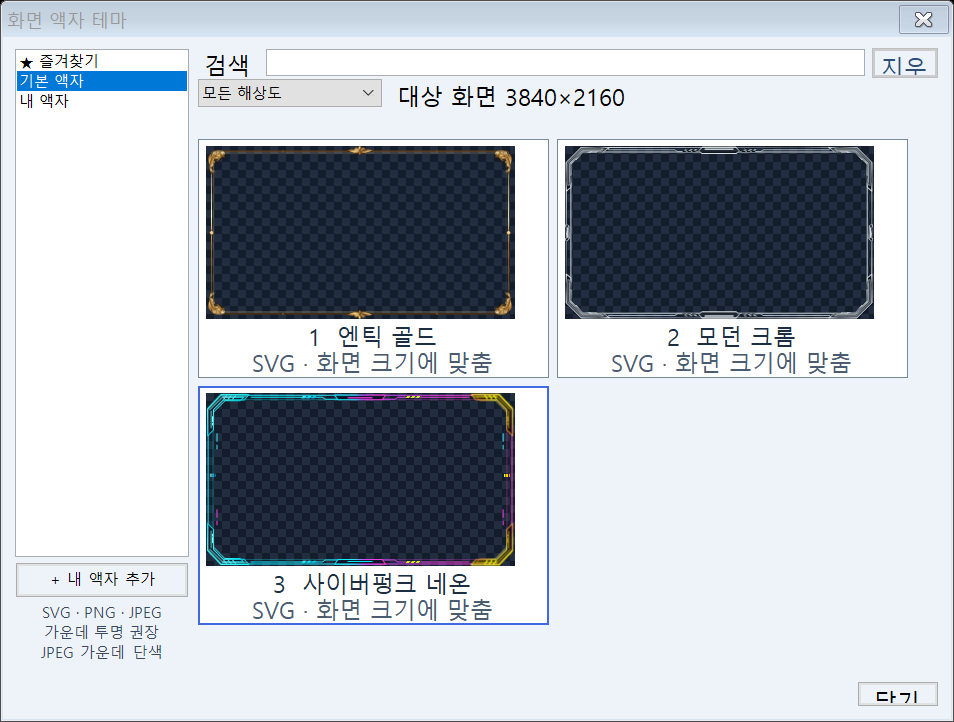 화면 액자 테마
★ 즐겨찾기
기본 액자
내 액자
검색
지우
모든 해상도
대상 화면 3840×2160
1 엔틱 골드
SVG · 화면 크기에 맞춤
2 모던 크롬
SVG · 화면 크기에 맞춤
3 사이버펑크 네온
SVG · 화면 크기에 맞춤
+ 내 액자 추가
SVG · PNG · JPEG
가운데 투명 권장
JPEG 가운데 단색
닫기